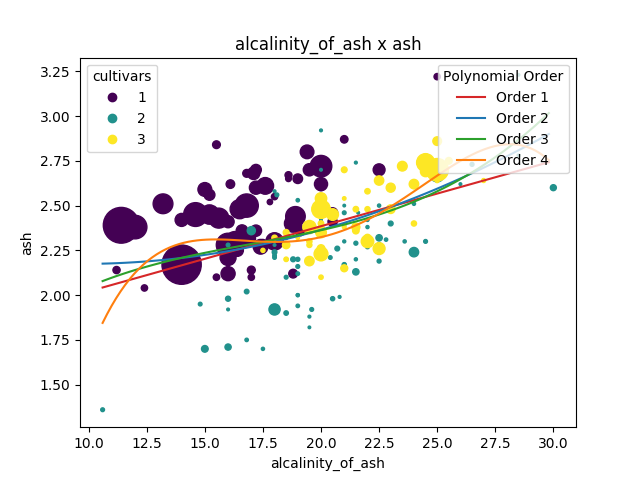 alcalinity_of_ash x ash
cultivars
1
2
3
Polynomial Order
Order 1
Order 2
Order 3
Order 4
3.25
3.00
2.75
2.50
2.25
2.00
1.75
1.50
ash
10.0 12.5 15.0 17.5 20.0 22.5 25.0 27.5 30.0
alcalinity_of_ash